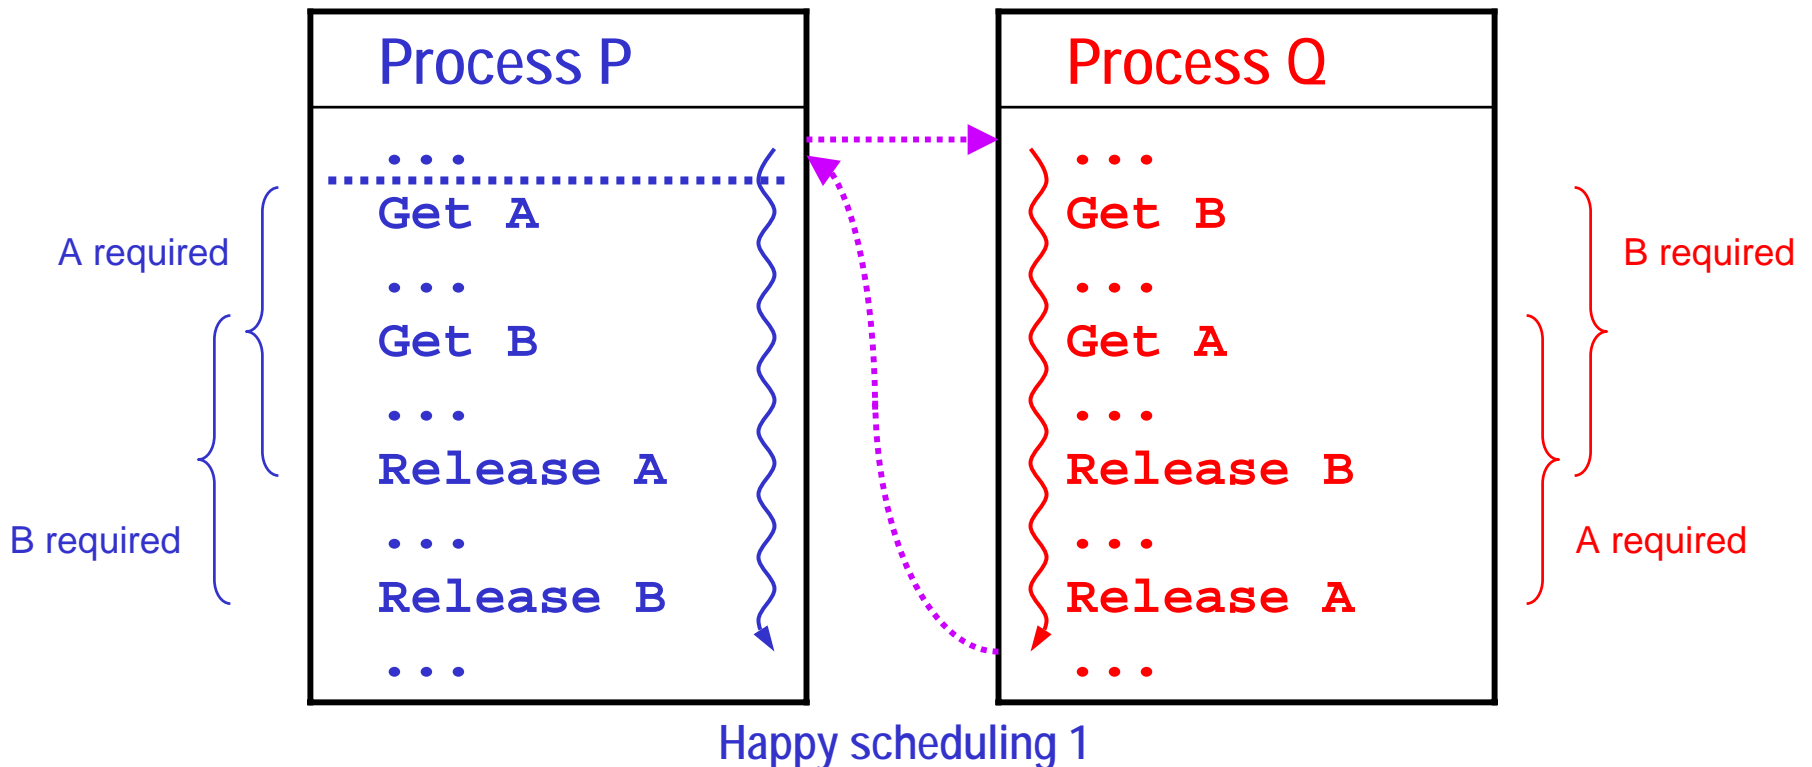 Process P
...
Get A
...
Get B
...
Release A
...
Release B
...
A required
B required
Process Q
...
Get B
...
Get A
...
Release B
...
Release A
...
B required
A required
Happy scheduling 1